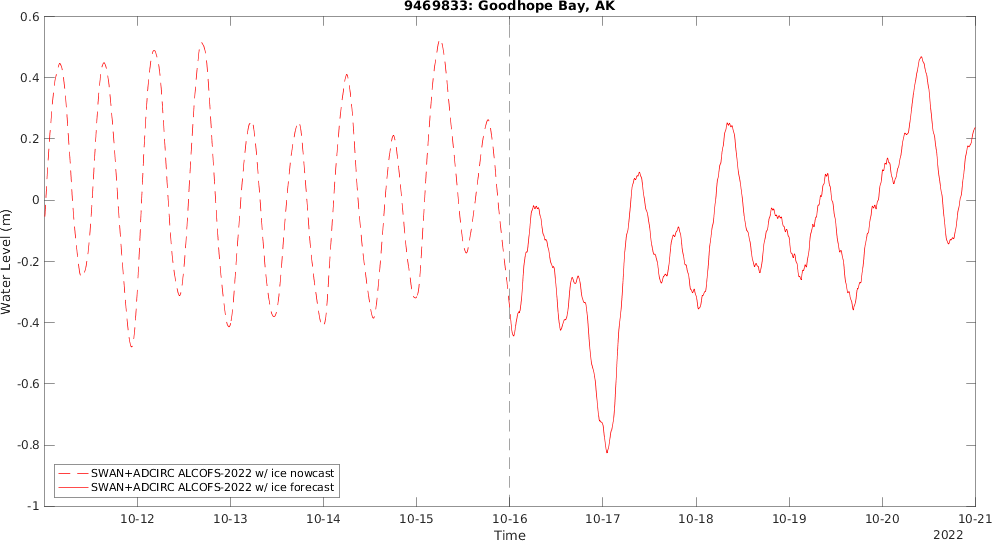 9469833: Goodhope Bay, AK
0.6
0.4
0.2
0
-0.2
-0.4
-0.6
-0.8
-1
Water Level (m)
SWAN+ADCIRC ALCOFS-2022 w/ ice nowcast
SWAN+ADCIRC ALCOFS-2022 w/ ice forecast
10-12 10-13 10-14 10-15 10-16 10-17 10-18 10-19 10-20 10-21
Time
2022